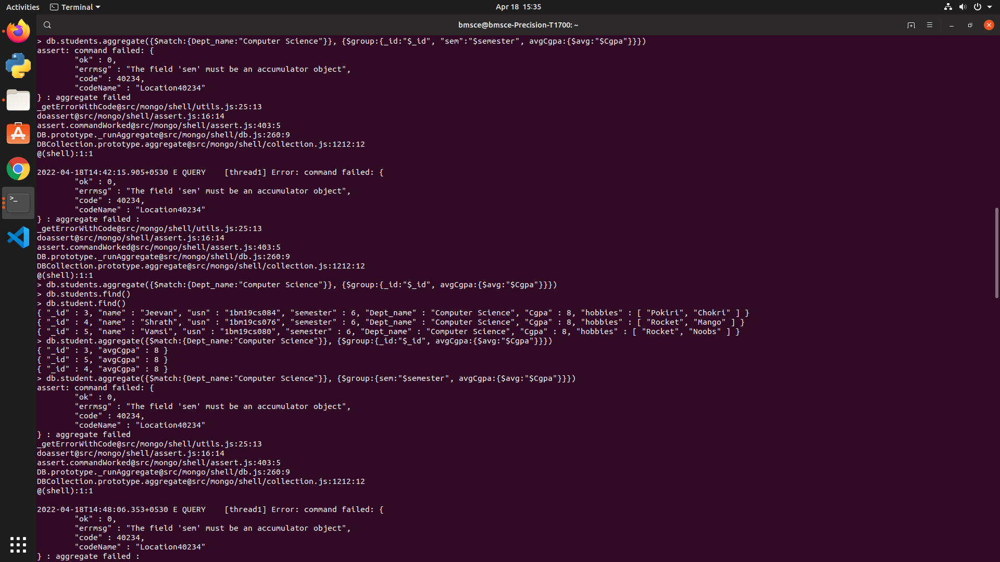 Activities Terminal Apr 18 15:35
bmsce@bmsce-Precision-T1700: ~
> db.students.aggregate({$match:{Dept_name:"Computer Science"}}, {$group:{_id:"$_id", "sem":"$semester", avgCgpa:{$avg:"$Cgpa"}}})
assert: command failed: {
"ok" : 0,
"errmsg" : "The field 'sem' must be an accumulator object",
"code" : 40234,
"codeName" : "Location40234"
} : aggregate failed
_getErrorWithCode@src/mongo/shell/utils.js:25:13
doassert@src/mongo/shell/assert.js:16:14
assert.commandWorked@src/mongo/shell/assert.js:403:5
DB.prototype._runAggregate@src/mongo/shell/db.js:260:9
DBCollection.prototype.aggregate@src/mongo/shell/collection.js:1212:12
@(shell):1:1
2022-04-18T14:42:15.905+0530 E QUERY    [thread1] Error: command failed: {
"ok" : 0,
"errmsg" : "The field 'sem' must be an accumulator object",
"code" : 40234,
"codeName" : "Location40234"
} : aggregate failed :
_getErrorWithCode@src/mongo/shell/utils.js:25:13
doassert@src/mongo/shell/assert.js:16:14
assert.commandWorked@src/mongo/shell/assert.js:403:5
DB.prototype._runAggregate@src/mongo/shell/db.js:260:9
DBCollection.prototype.aggregate@src/mongo/shell/collection.js:1212:12
@(shell):1:1
> db.students.aggregate({$match:{Dept_name:"Computer Science"}}, {$group:{_id:"$_id", avgCgpa:{$avg:"$Cgpa"}}})
> db.students.find()
> db.student.find()
{ "_id" : 3, "name" : "Jeevan", "usn" : "1bm19cs084", "semester" : 6, "Dept_name" : "Computer Science", "Cgpa" : 8, "hobbies" : [ "Pokiri", "Chokri" ] }
{ "_id" : 4, "name" : "Shrath", "usn" : "1bm19cs076", "semester" : 6, "Dept_name" : "Computer Science", "Cgpa" : 8, "hobbies" : [ "Rocket", "Mango" ] }
{ "_id" : 5, "name" : "Vamsi", "usn" : "1bm19cs080", "semester" : 6, "Dept_name" : "Computer Science", "Cgpa" : 8, "hobbies" : [ "Rocket", "Noobs" ] }
> db.student.aggregate({$match:{Dept_name:"Computer Science"}}, {$group:{_id:"$_id", avgCgpa:{$avg:"$Cgpa"}}})
{ "_id" : 3, "avgCgpa" : 8 }
{ "_id" : 5, "avgCgpa" : 8 }
{ "_id" : 4, "avgCgpa" : 8 }
> db.student.aggregate({$match:{Dept_name:"Computer Science"}}, {$group:{sem:"$semester", avgCgpa:{$avg:"$Cgpa"}}})
assert: command failed: {
"ok" : 0,
"errmsg" : "The field 'sem' must be an accumulator object",
"code" : 40234,
"codeName" : "Location40234"
} : aggregate failed
_getErrorWithCode@src/mongo/shell/utils.js:25:13
doassert@src/mongo/shell/assert.js:16:14
assert.commandWorked@src/mongo/shell/assert.js:403:5
DB.prototype._runAggregate@src/mongo/shell/db.js:260:9
DBCollection.prototype.aggregate@src/mongo/shell/collection.js:1212:12
@(shell):1:1
2022-04-18T14:48:06.353+0530 E QUERY    [thread1] Error: command failed: {
"ok" : 0,
"errmsg" : "The field 'sem' must be an accumulator object",
"code" : 40234,
"codeName" : "Location40234"
} : aggregate failed :